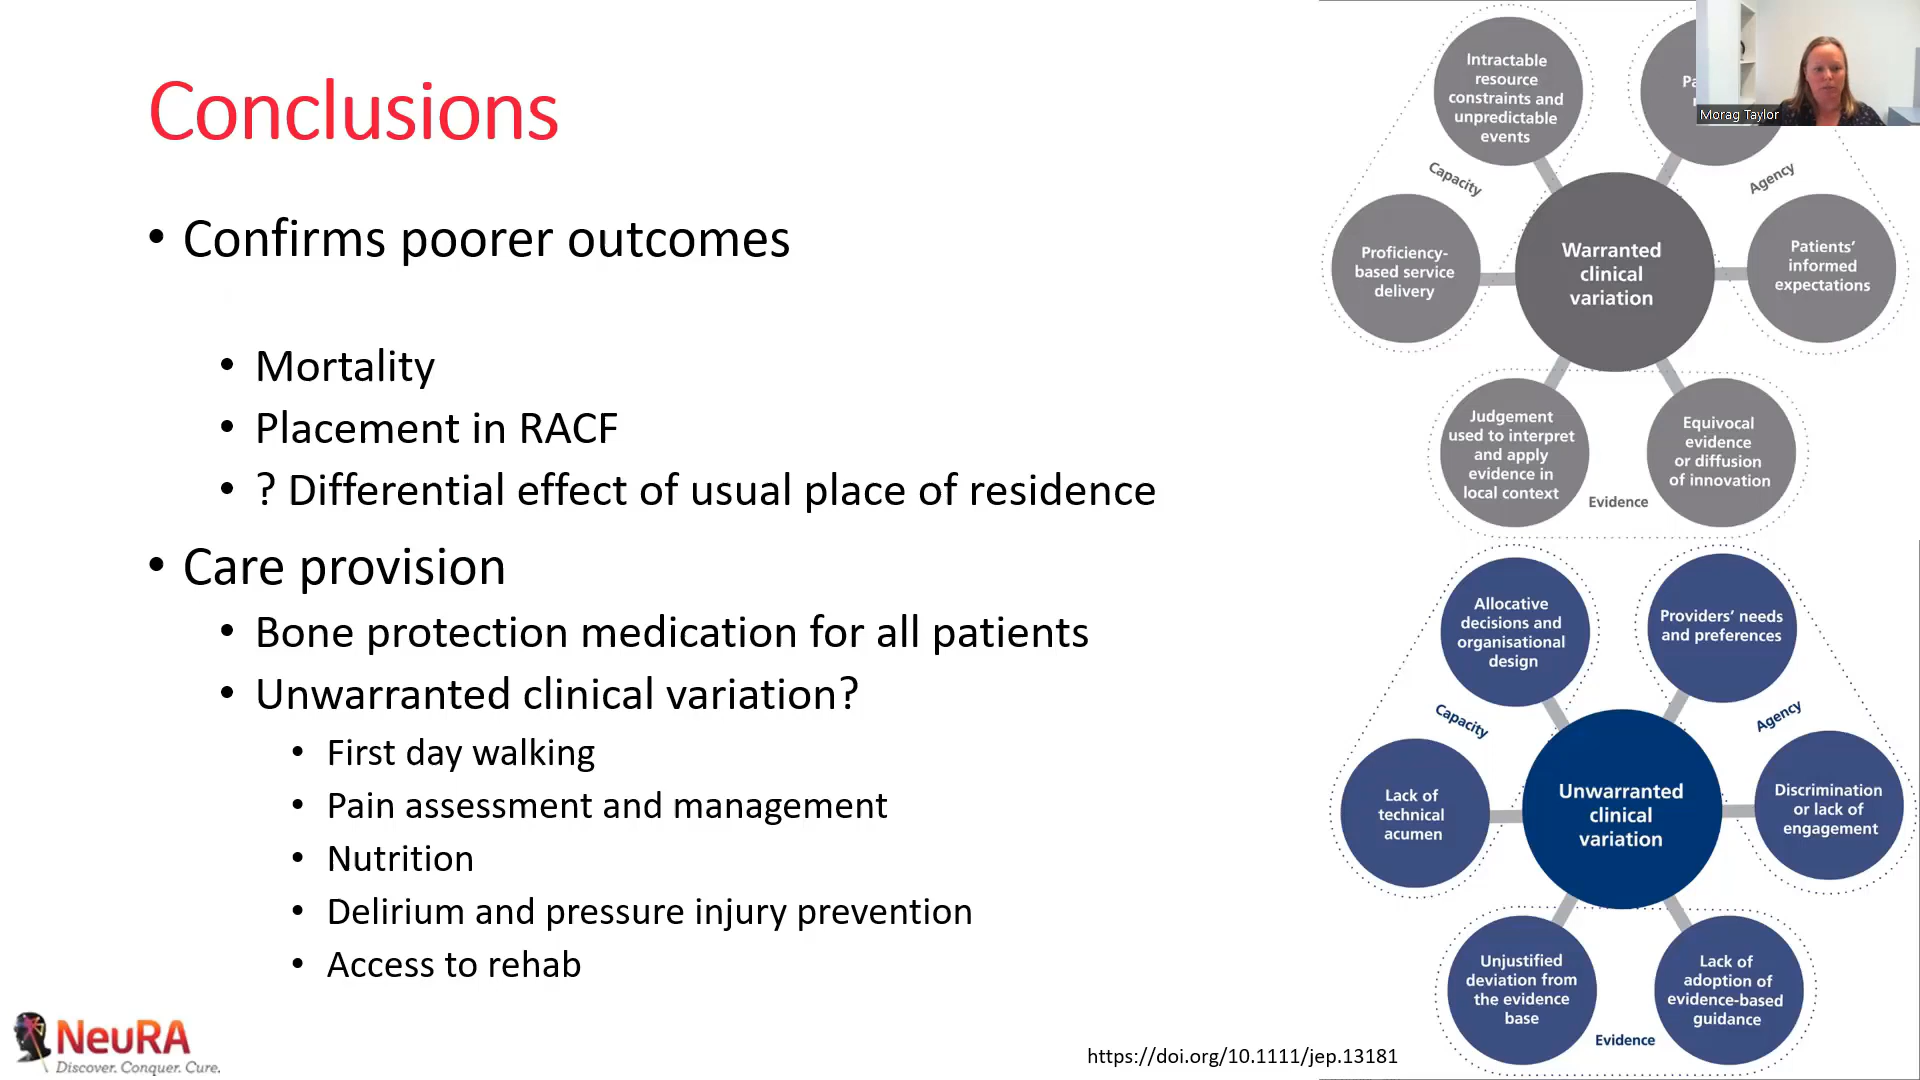 Conclusions
• Confirms poorer outcomes
• Mortality
• Placement in RACF
• ? Differential effect of usual place of residence
• Care provision
• Bone protection medication for all patients
• Unwarranted clinical variation?
• First day walking
• Pain assessment and management
• Nutrition
• Delirium and pressure injury prevention
• Access to rehab
NeuRA
Discover. Conquer. Cure.
https://doi.org/10.1111/jep.13181
Intractable
resource
constraints and
unpredictable
events
Morag Taylor
Capacity
Agency
Proficiency-
based service
delivery
Warranted
clinical
variation
Patients’
informed
expectations
Judgement
used to interpret
and apply
evidence in
local context
Equivocal
evidence
or diffusion
of innovation
Evidence
Allocative
decisions and
organisational
design
Providers’ needs
and preferences
Capacity
Agency
Lack of
technical
acumen
Unwarranted
clinical
variation
Discrimination
or lack of
engagement
Unjustified
deviation from
the evidence
base
Lack of
adoption of
evidence-based
guidance
Evidence